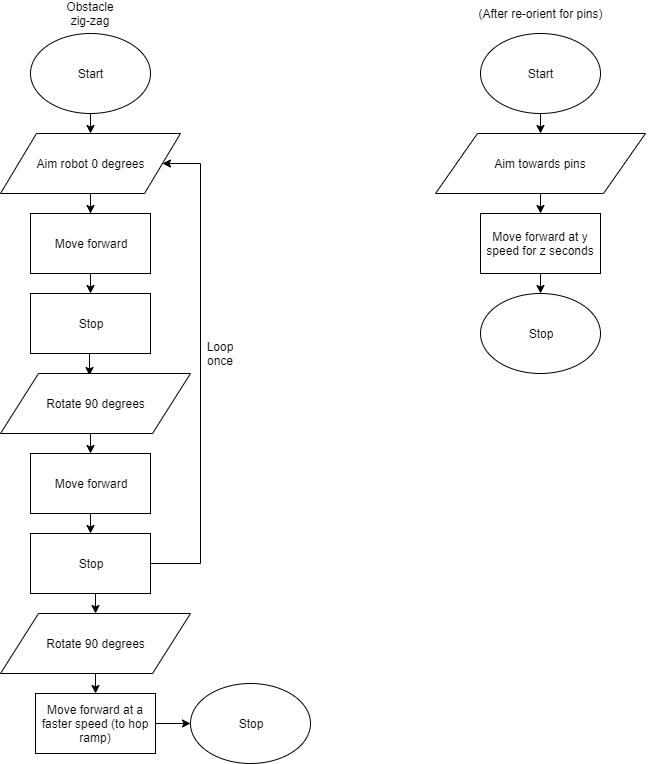 Obstacle
zig-zag
Start
Aim robot 0 degrees
Move forward
Stop
Rotate 90 degrees
Move forward
Stop
Loop
once
Rotate 90 degrees
Move forward at a
faster speed (to hop
ramp)
Stop
(After re-orient for pins)
Start
Aim towards pins
Move forward at y
speed for z seconds
Stop